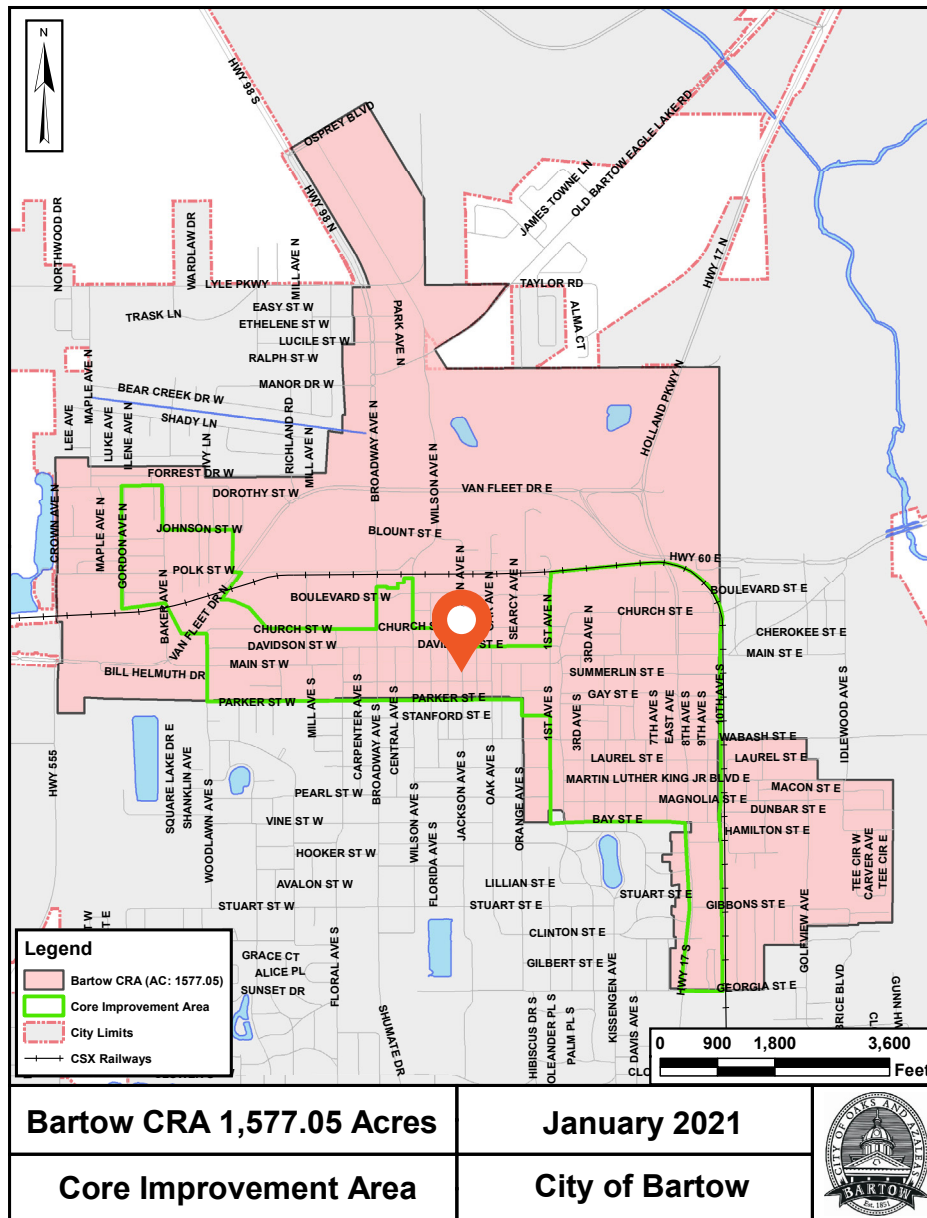 N
HWY 98 S
OSPREY BLVD
HWY 98 N
JAMES TOWNE LN
OLD BARTOW EAGLE LAKE RD
HWY 17 N
NORTHWOOD DR
WARDLAW DR
MILL AVE N
LYLE PKWY
TAYLOR RD
TRASK LN
EASY ST W
ETHELENE ST W
LUCILE ST W
RALPH ST W
PARK AVE N
ALMA CT
MANOR DR W
BEAR CREEK DR W
SHADY LN
MAPLE AVE N
LEE AVE
LUKE AVE
ILENE AVE N
IVY LN
RICHLAND RD
MILL AVE N
BROADWAY AVE N
WILSON AVE N
HOLLAND PKWY N
FORREST DR W
DOROTHY ST W
VAN FLEET DR E
CROWN AVE N
MAPLE AVE N
GORDON AVE N
JOHNSON ST W
BLOUNT ST E
POLK ST W
HWY 60 E
BAKER AVE N
VAN FLEET DR N
BOULEVARD ST W
SEARCY AVE N
1ST AVE N
3RD AVE N
BOULEVARD ST E
CHURCH ST E
CHURCH ST W
CHURCH S
DAVIDSON ST W
ST E
CHEROKEE ST E
MAIN ST W
MAIN ST E
BILL HELMUTH DR
SUMMERLIN ST E
PARKER ST W
PARKER ST E
GAY ST E
STANFORD ST E
MILL AVE S
CARPENTER AVE S
BROADWAY AVE S
CENTRAL AVE S
1ST AVE S
3RD AVE S
7TH AVE S
EAST AVE
8TH AVE S
9TH AVE S
10TH AVE S
IDLEWOOD AVE S
WABASH ST E
LAUREL ST E
LAUREL ST E
HWY 555
SQUARE LAKE DR E
SHANKLIN AVE
WOODLAWN AVE S
PEARL ST W
VINE ST W
WILSON AVE S
FLORIDA AVE S
JACKSON AVE S
OAK AVE S
ORANGE AVE S
MARTIN LUTHER KING JR BLVD E
MACON ST E
MAGNOLIA ST E
DUNBAR ST E
BAY ST E
HAMILTON ST E
HOOKER ST W
AVALON ST W
STUART ST W
LILLIAN ST E
STUART ST E
STUART ST E
GIBBONS ST E
TEE CIR W
CARVER AVE
TEE CIR E
CLINTON ST E
GILBERT ST E
GOLFVIEW AVE
GRACE CT
ALICE PL
SUNSET DR
FLORAL AVE S
SHUMATE DR
HIBISCUS DR S
OLEANDER PL S
PALM PL S
KISSENGEN AVE
DAVIS AVE S
HWY 17 S
GEORGIA ST E
BRICE BLVD
Legend
Bartow CRA (AC: 1577.05)
Core Improvement Area
City Limits
CSX Railways
0 900 1,800 3,600
Feet
Bartow CRA 1,577.05 Acres
January 2021
Core Improvement Area
City of Bartow
CITY OF OAKS AND AZALEAS
BARTOW
Est. 1851